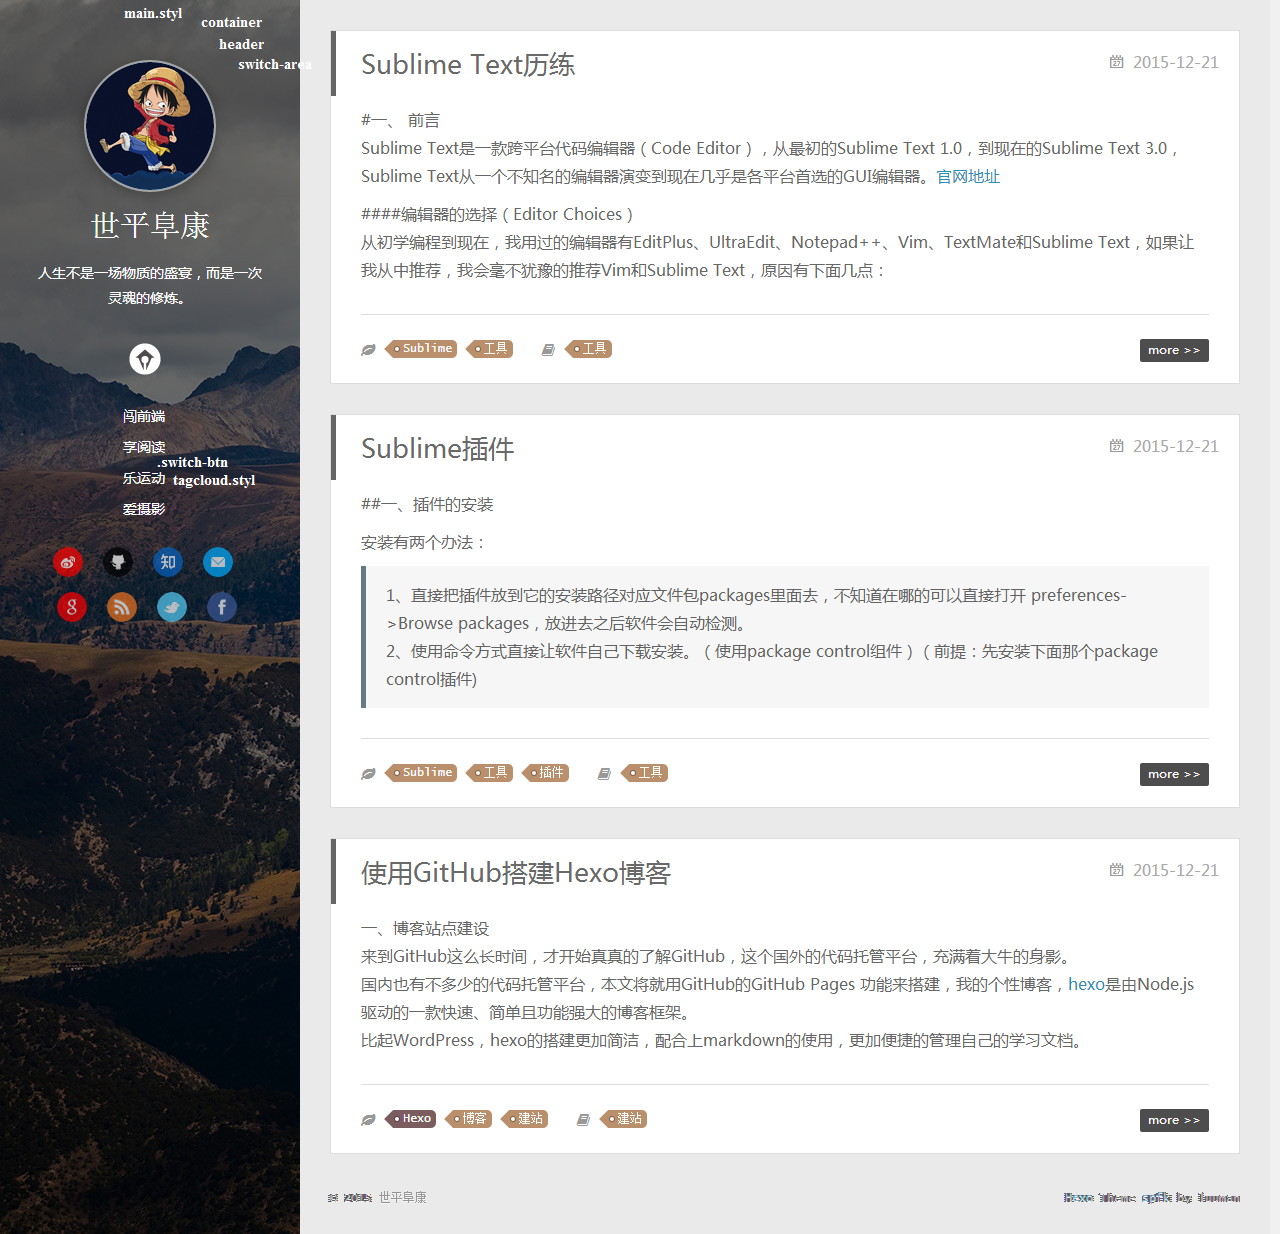 main.styl
container
header
switch-area
世平阜康
人生不是一场物质的盛宴，而是一次
灵魂的修炼。
闯前端
享阅读
.switch-btn
乐运动
tagcloud.styl
爱摄影
知
Sublime Text历练
2015-12-21
#一、 前言
Sublime Text是一款跨平台代码编辑器（Code Editor），从最初的Sublime Text 1.0，到现在的Sublime Text 3.0，
Sublime Text从一个不知名的编辑器演变到现在几乎是各平台首选的GUI编辑器。官网地址
####编辑器的选择（Editor Choices）
从初学编程到现在，我用过的编辑器有EditPlus、UltraEdit、Notepad++、Vim、TextMate和Sublime Text，如果让
我从中推荐，我会毫不犹豫的推荐Vim和Sublime Text，原因有下面几点：
Sublime 工具 工具
more >>
Sublime插件
2015-12-21
##一、插件的安装
安装有两个办法：
1、直接把插件放到它的安装路径对应文件包packages里面去，不知道在哪的可以直接打开 preferences-
>Browse packages，放进去之后软件会自动检测。
2、使用命令方式直接让软件自己下载安装。（使用package control组件）（前提：先安装下面那个package
control插件)
Sublime 工具 插件 工具
more >>
使用GitHub搭建Hexo博客
2015-12-21
一、博客站点建设
来到GitHub这么长时间，才开始真真的了解GitHub，这个国外的代码托管平台，充满着大牛的身影。
国内也有不多少的代码托管平台，本文将就用GitHub的GitHub Pages 功能来搭建，我的个性博客，hexo是由Node.js
驱动的一款快速、简单且功能强大的博客框架。
比起WordPress，hexo的搭建更加简洁，配合上markdown的使用，更加便捷的管理自己的学习文档。
Hexo 博客 建站 建站
more >>
© 2015 世平阜康
Hexo Theme spfk by luuman